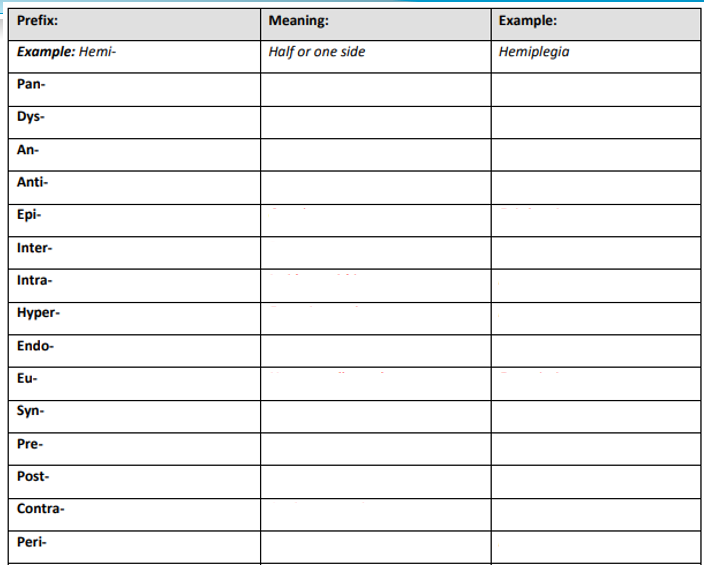 Prefix: Meaning: Example:
Example: Hemi- Half or one side Hemiplegia
Pan-
Dys-
An-
Anti-
Epi-
Inter-
Intra-
Hyper-
Endo-
Eu-
Syn-
Pre-
Post-
Contra-
Peri-